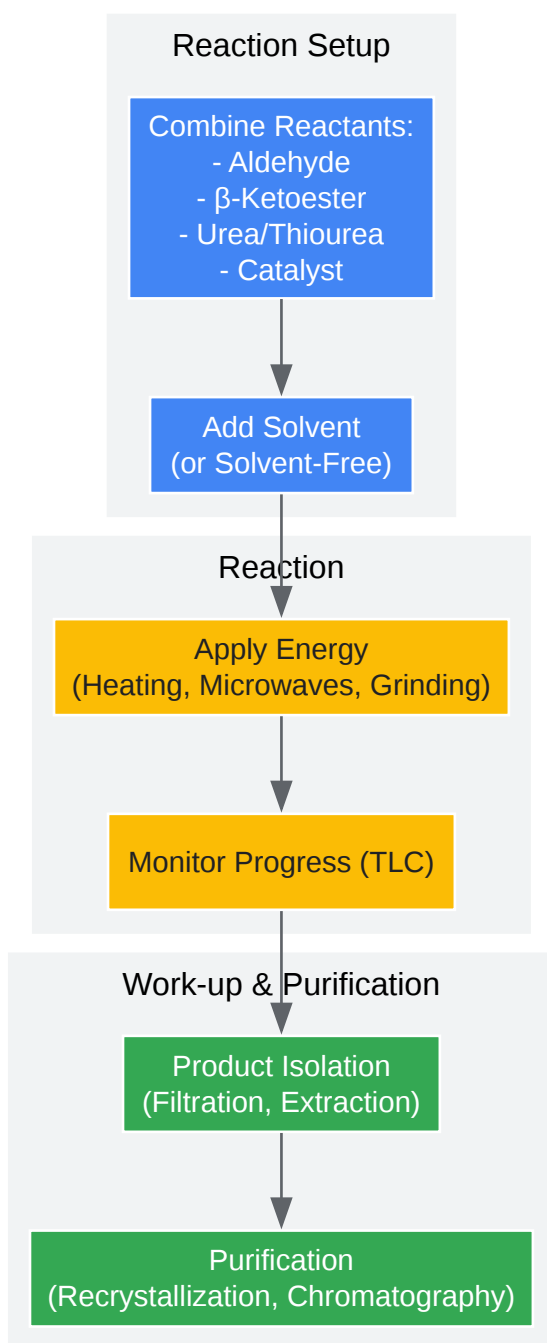 Reaction Setup
Combine Reactants:
- Aldehyde
- β-Ketoester
- Urea/Thiourea
- Catalyst
Add Solvent
(or Solvent-Free)
Reaction
Apply Energy
(Heating, Microwaves, Grinding)
Monitor Progress (TLC)
Work-up & Purification
Product Isolation
(Filtration, Extraction)
Purification
(Recrystallization, Chromatography)